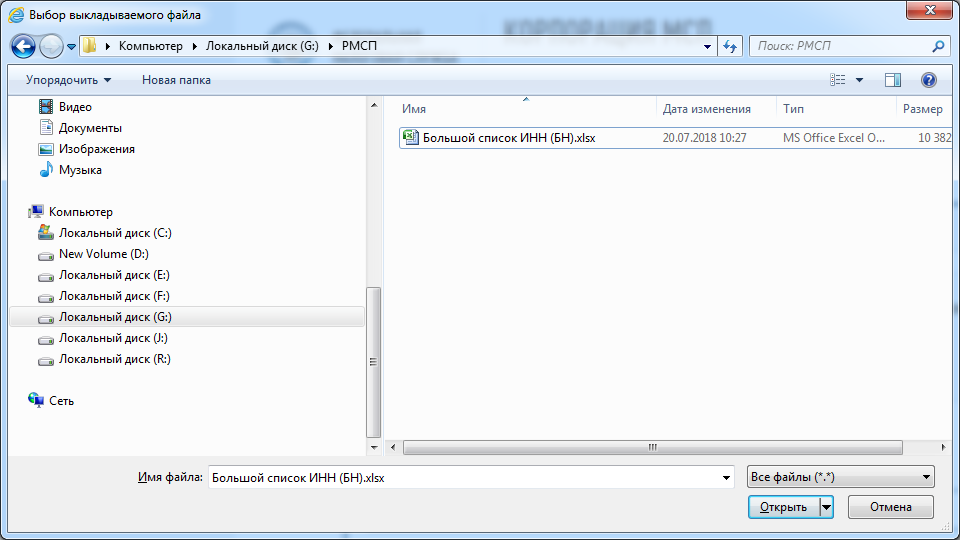 Выбор выкладываемого файла
КОРПОРАЦИЯ МСП
Компьютер Локальный диск (G:) РМСП
Поиск: РМСП
Упорядочить Новая папка
Видео
Документы
Изображения
Музыка
Компьютер
Локальный диск (C:)
New Volume (D:)
Локальный диск (E:)
Локальный диск (F:)
Локальный диск (G:)
Локальный диск (J:)
Локальный диск (R:)
Сеть
Имя Дата изменения Тип Размер
Большой список ИНН (БН).xlsx 20.07.2018 10:27 MS Office Excel O... 10 382
Имя файла: Большой список ИНН (БН).xlsx
Все файлы (*.*)
Открыть Отмена